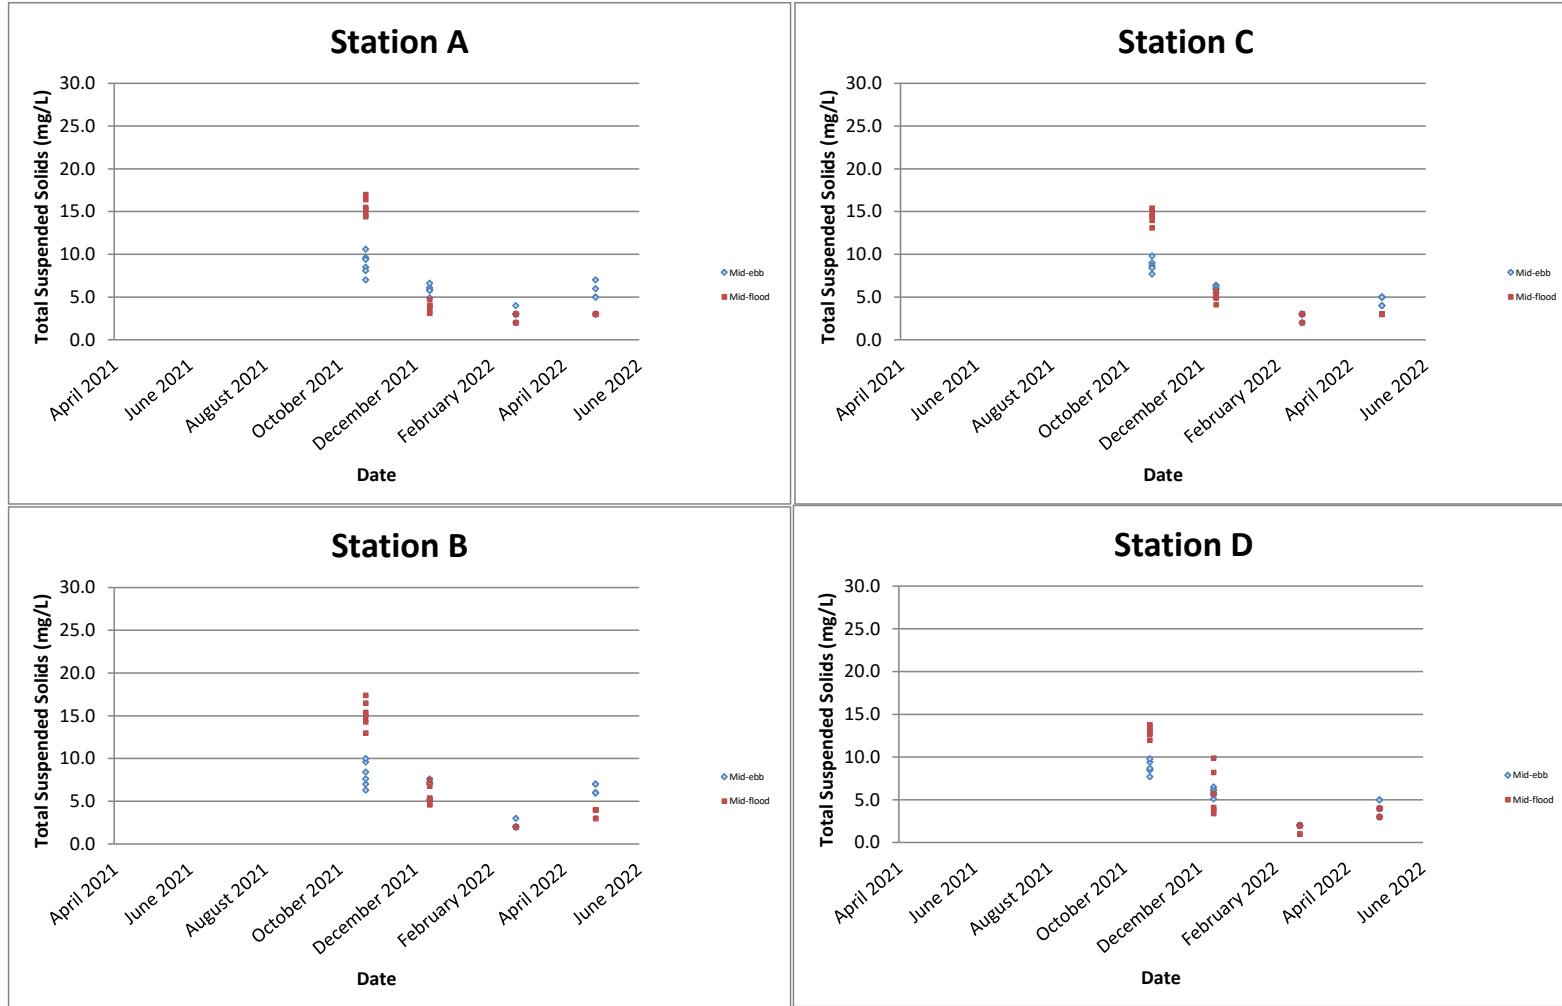 Station A
Total Suspended Solids (mg/L)
30.0
25.0
20.0
15.0
10.0
5.0
0.0
April 2021
June 2021
August 2021
October 2021
December 2021
February 2022
April 2022
June 2022
Date
Mid-ebb
Mid-flood
Station C
Total Suspended Solids (mg/L)
30.0
25.0
20.0
15.0
10.0
5.0
0.0
April 2021
June 2021
August 2021
October 2021
December 2021
February 2022
April 2022
June 2022
Date
Mid-ebb
Mid-flood
Station B
Total Suspended Solids (mg/L)
30.0
25.0
20.0
15.0
10.0
5.0
0.0
April 2021
June 2021
August 2021
October 2021
December 2021
February 2022
April 2022
June 2022
Date
Mid-ebb
Mid-flood
Station D
Total Suspended Solids (mg/L)
30.0
25.0
20.0
15.0
10.0
5.0
0.0
April 2021
June 2021
August 2021
October 2021
December 2021
February 2022
April 2022
June 2022
Date
Mid-ebb
Mid-flood